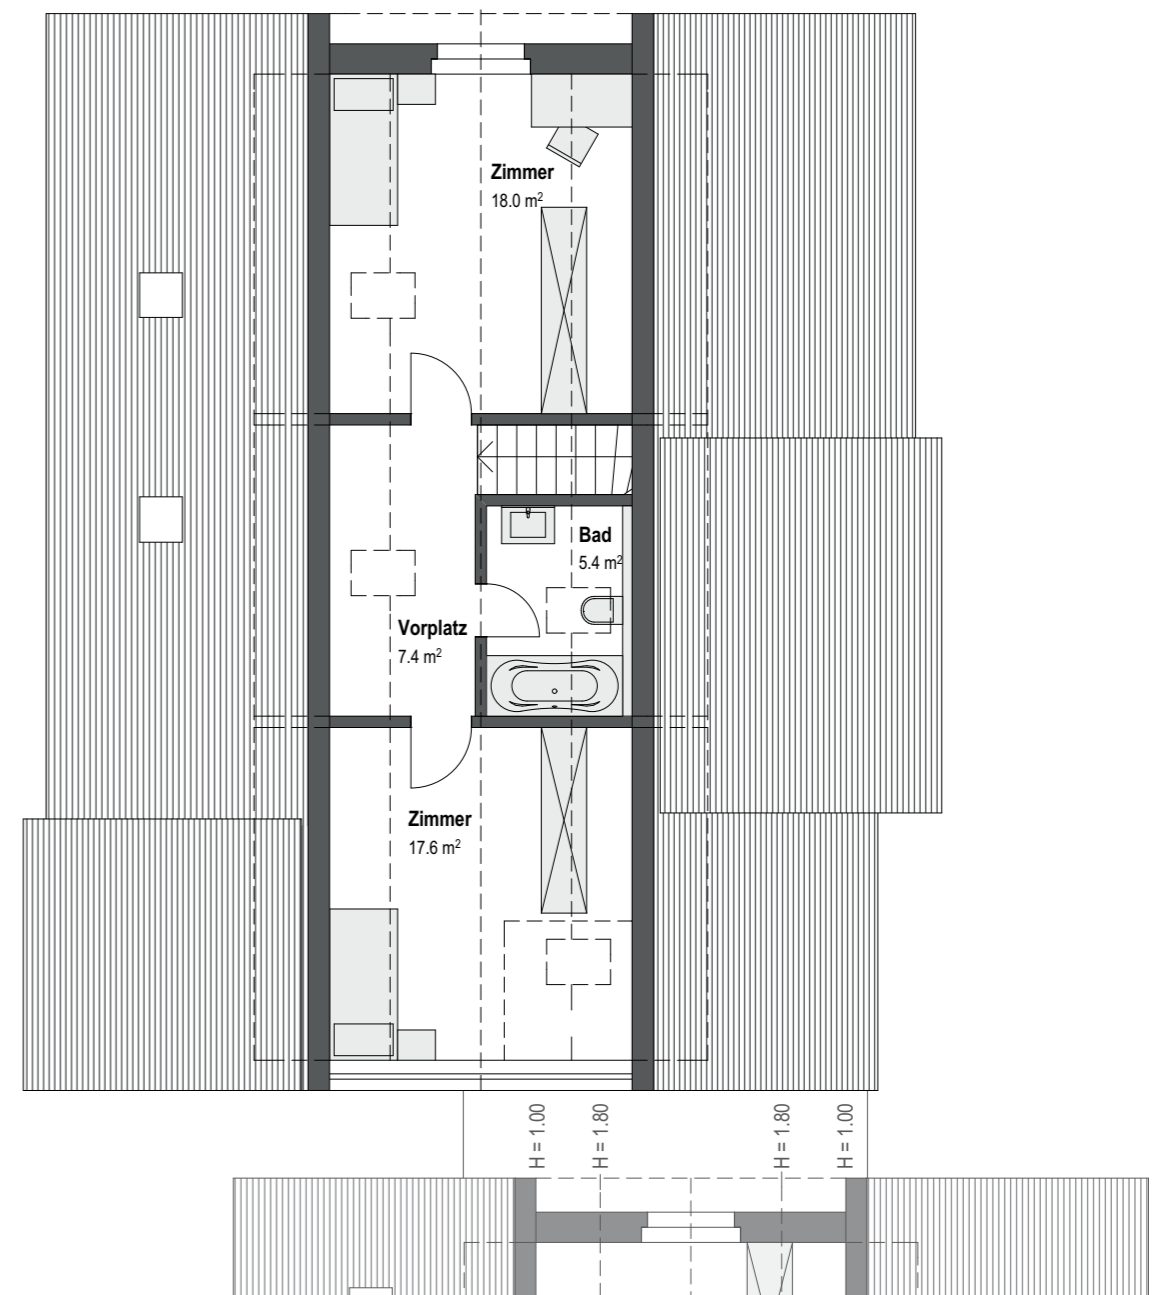 Zimmer
18.0 m²
Bad
5.4 m²
Vorplatz
7.4 m²
Zimmer
17.6 m²
H = 1.00
H = 1.80
H = 1.80
H = 1.00